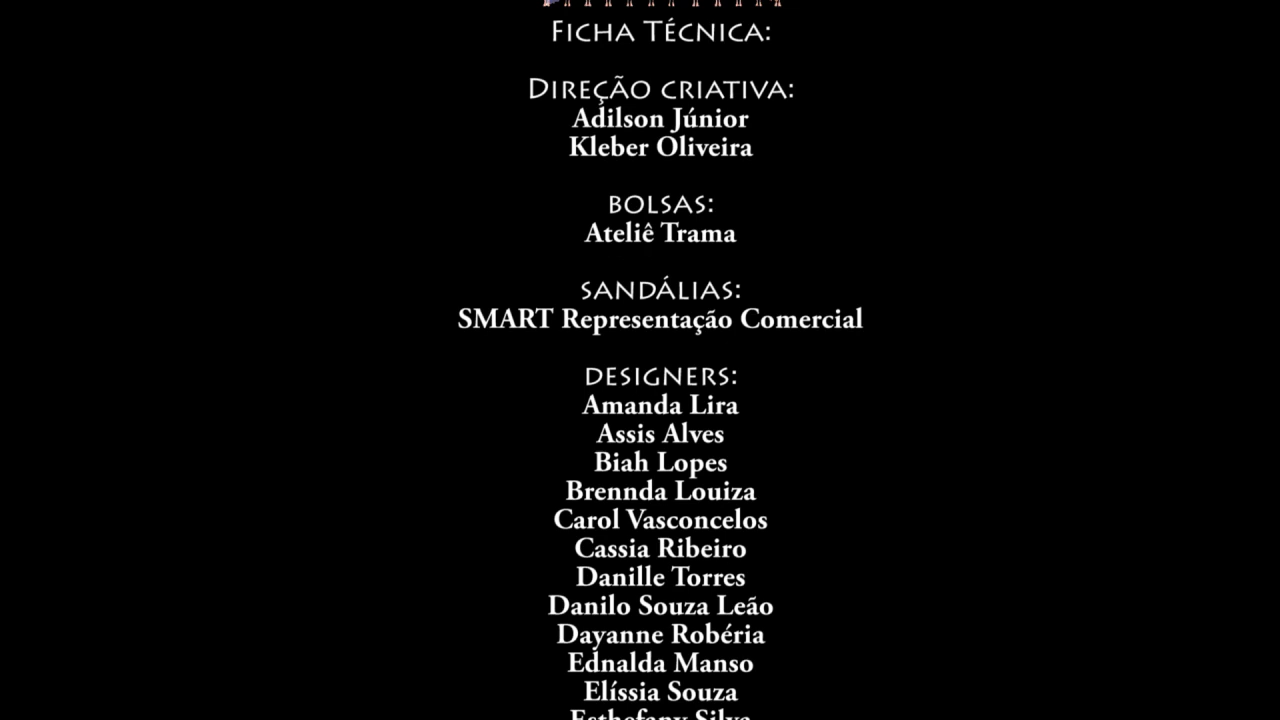 Ficha Técnica:
Direção criativa:
Adilson Júnior
Kleber Oliveira
bolsas:
Ateliê Trama
sandálias:
SMART Representação Comercial
designers:
Amanda Lira
Assis Alves
Biah Lopes
Brennda Louiza
Carol Vasconcelos
Cassia Ribeiro
Danille Torres
Danilo Souza Leão
Dayanne Robéria
Ednalda Manso
Elíssia Souza
Esthefany Silva